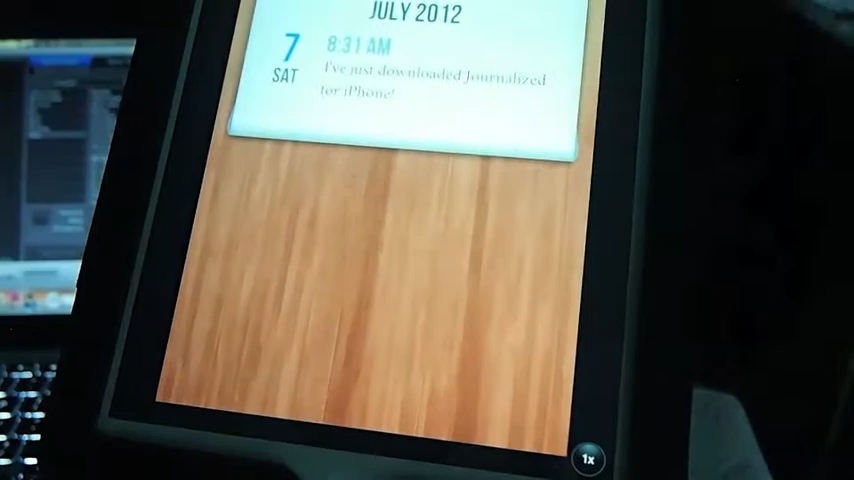 JULY 2012
7
SAT
8:31 AM
I've just downloaded Journalized
for iPhone!
1x